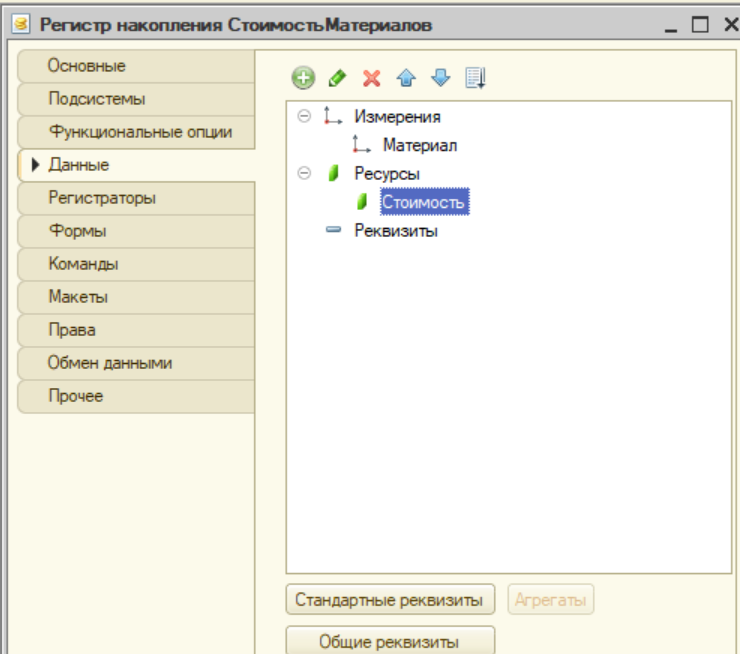 Регистр накопления СтоимостьМатериалов
Основные
Подсистемы
Функциональные опции
Данные
Регистраторы
Формы
Команды
Макеты
Права
Обмен данными
Прочее
Измерения
Материал
Ресурсы
Стоимость
Реквизиты
Стандартные реквизиты
Агрегаты
Общие реквизиты